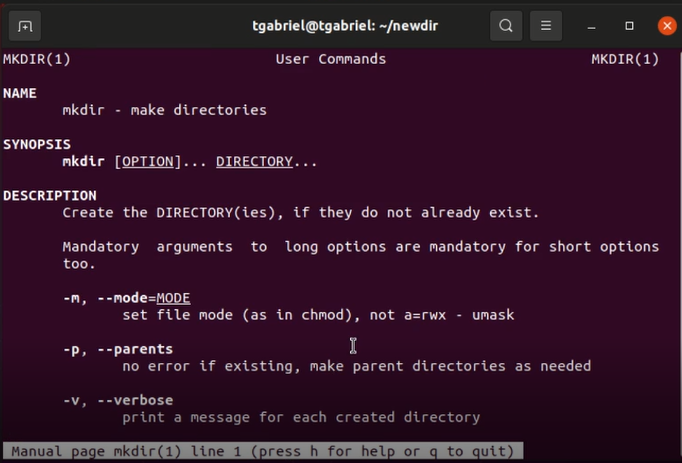 tgabriel@tgabriel: ~/newdir
MKDIR(1) User Commands MKDIR(1)
NAME
mkdir - make directories
SYNOPSIS
mkdir [OPTION]... DIRECTORY...
DESCRIPTION
Create the DIRECTORY(ies), if they do not already exist.
Mandatory arguments to long options are mandatory for short options
too.
-m, --mode=MODE
set file mode (as in chmod), not a=rwx - umask
-p, --parents
no error if existing, make parent directories as needed
-v, --verbose
print a message for each created directory
Manual page mkdir(1) line 1 (press h for help or q to quit)